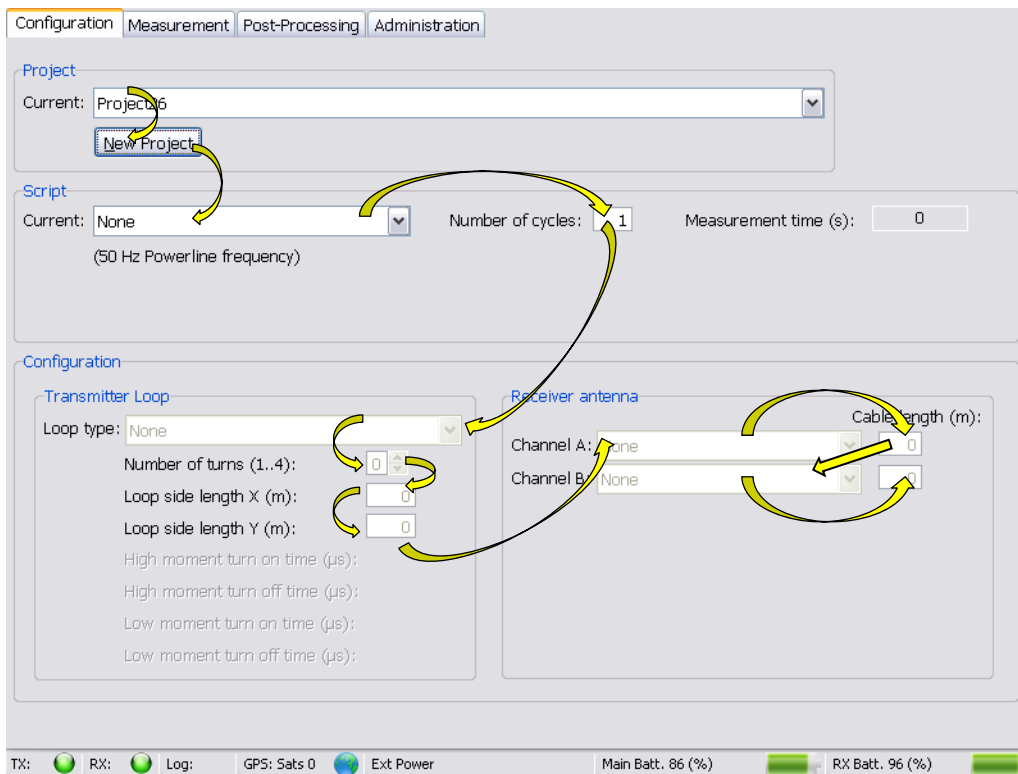 Configuration Measurement Post-Processing Administration
Project
Current: Project26
New Project
Script
Current: None Number of cycles: 1 Measurement time (s): 0
(50 Hz Powerline frequency)
Configuration
Transmitter Loop
Loop type: None
Number of turns (1..4): 0
Loop side length X (m): 0
Loop side length Y (m): 0
High moment turn on time (µs):
High moment turn off time (µs):
Low moment turn on time (µs):
Low moment turn off time (µs):
Receiver antenna
Cable length (m):
Channel A: None 0
Channel B: None 0
TX: RX: Log: GPS: Sats 0 Ext Power Main Batt. 86 (%) RX Batt. 96 (%)